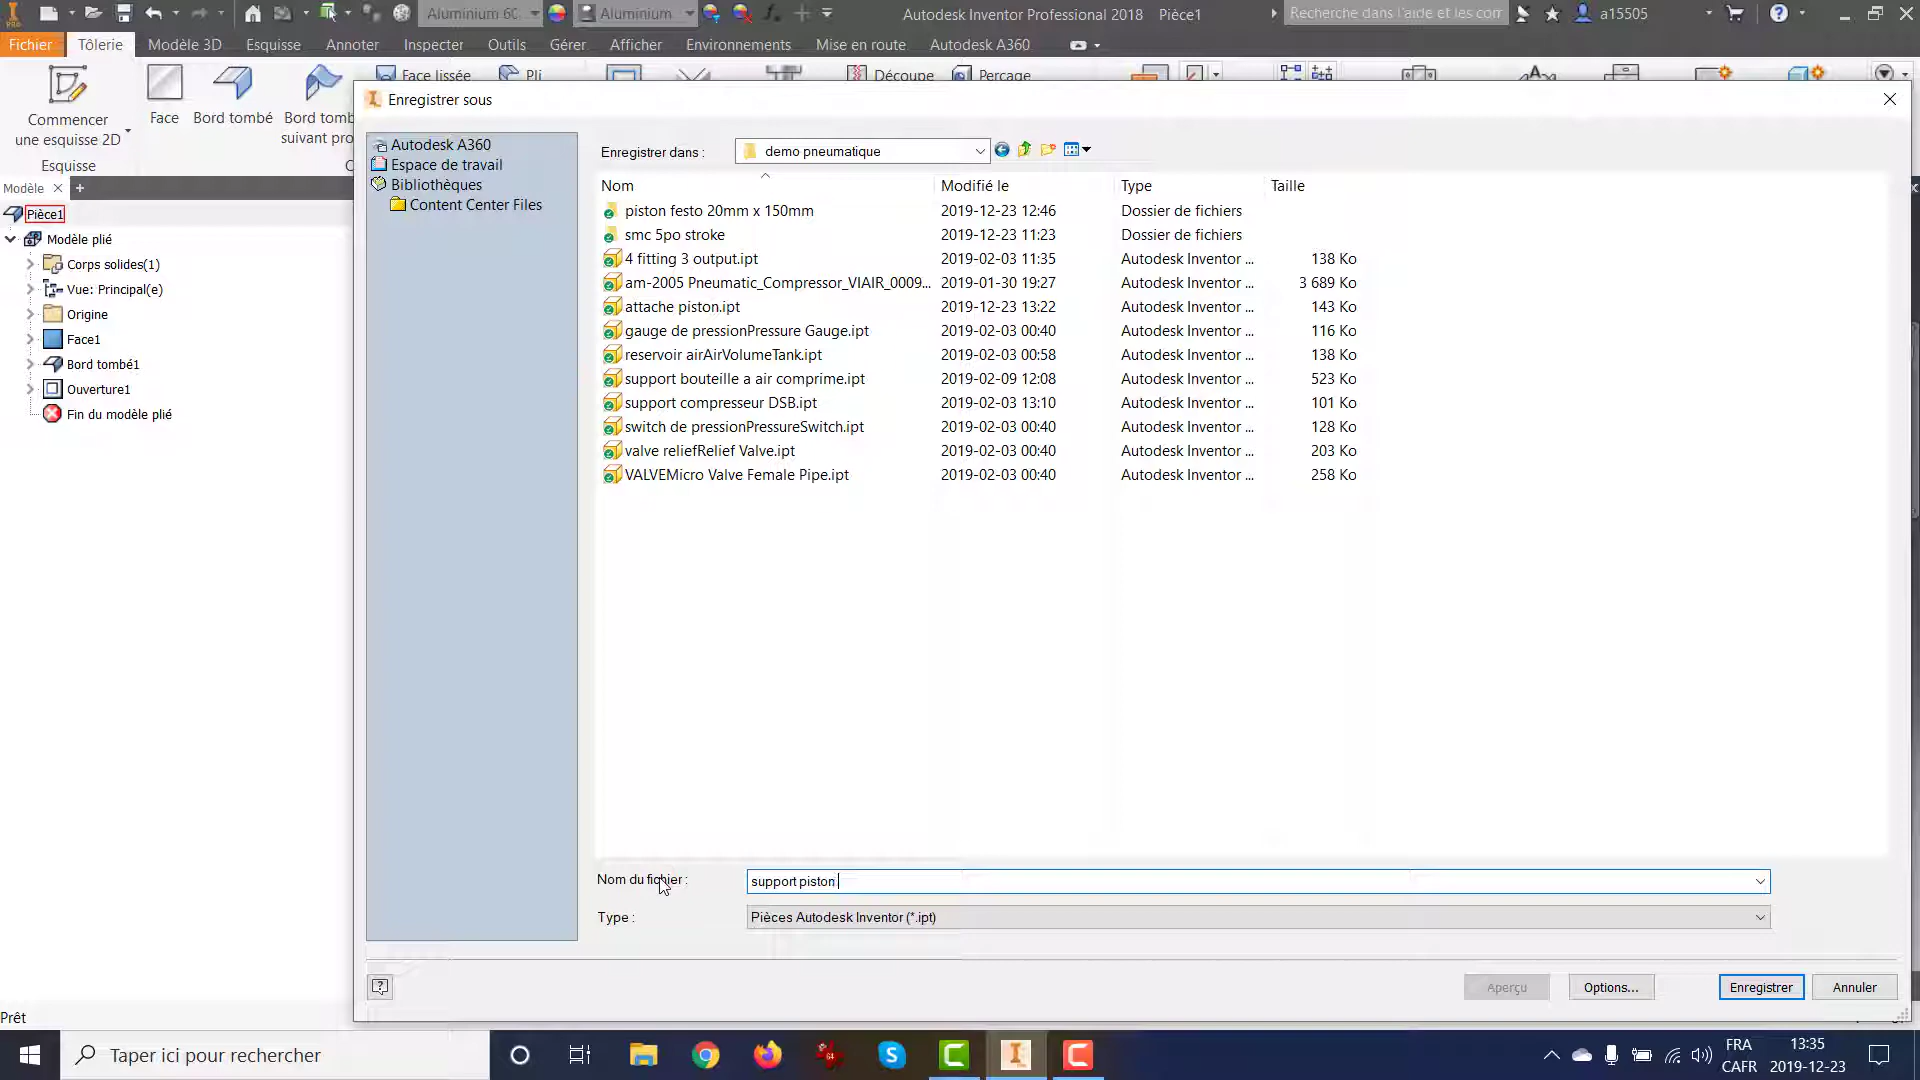 Aluminium 6C
Aluminium
Autodesk Inventor Professional 2018 Pièce1
Recherche dans l'aide et les com
a15505
Fichier Tôlerie Modèle 3D Esquisse Annoter Inspecter Outils Gérer Afficher Environnements Mise en route Autodesk A360
Commencer
une esquisse 2D
Face
Bord tombé
Bord tomb
suivant pro
Face lissée
Pli
Découpe
Perçage
Esquisse
Modèle
Pièce1
Modèle plié
Corps solides(1)
Vue: Principal(e)
Origine
Face1
Bord tombé1
Ouverture1
Fin du modèle plié
Enregistrer sous
Autodesk A360
Espace de travail
Bibliothèques
Content Center Files
Enregistrer dans : demo pneumatique
Nom Modifié le Type Taille
piston festo 20mm x 150mm 2019-12-23 12:46 Dossier de fichiers
smc 5po stroke 2019-12-23 11:23 Dossier de fichiers
4 fitting 3 output.ipt 2019-02-03 11:35 Autodesk Inventor ... 138 Ko
am-2005 Pneumatic_Compressor_VIAIR_0009... 2019-01-30 19:27 Autodesk Inventor ... 3 689 Ko
attache piston.ipt 2019-12-23 13:22 Autodesk Inventor ... 143 Ko
gauge de pressionPressure Gauge.ipt 2019-02-03 00:40 Autodesk Inventor ... 116 Ko
reservoir airAirVolumeTank.ipt 2019-02-03 00:58 Autodesk Inventor ... 138 Ko
support bouteille a air comprime.ipt 2019-02-09 12:08 Autodesk Inventor ... 523 Ko
support compresseur DSB.ipt 2019-02-03 13:10 Autodesk Inventor ... 101 Ko
switch de pressionPressureSwitch.ipt 2019-02-03 00:40 Autodesk Inventor ... 128 Ko
valve reliefRelief Valve.ipt 2019-02-03 00:40 Autodesk Inventor ... 203 Ko
VALVEMicro Valve Female Pipe.ipt 2019-02-03 00:40 Autodesk Inventor ... 258 Ko
Nom du fichier : support piston
Type : Pièces Autodesk Inventor (*.ipt)
Aperçu Options... Enregistrer Annuler
Prêt
Taper ici pour rechercher
64
FRA
CAFR
13:35
2019-12-23